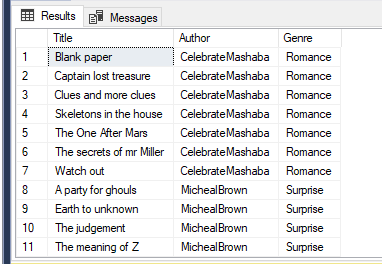 Results Messages
Title Author Genre
1 Blank paper CelebrateMashaba Romance
2 Captain lost treasure CelebrateMashaba Romance
3 Clues and more clues CelebrateMashaba Romance
4 Skeletons in the house CelebrateMashaba Romance
5 The One After Mars CelebrateMashaba Romance
6 The secrets of mr Miller CelebrateMashaba Romance
7 Watch out CelebrateMashaba Romance
8 A party for ghouls MichealBrown Surprise
9 Earth to unknown MichealBrown Surprise
10 The judgement MichealBrown Surprise
11 The meaning of Z MichealBrown Surprise